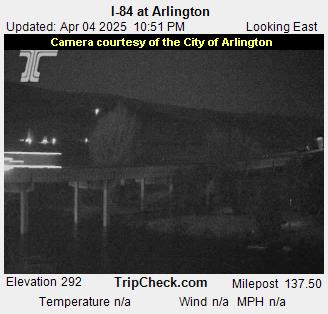 I-84 at Arlington
Updated: Apr 04 2025 10:51 PM Looking East
Camera courtesy of the City of Arlington
Elevation 292 TripCheck.com Milepost 137.50
Temperature n/a Wind n/a MPH n/a